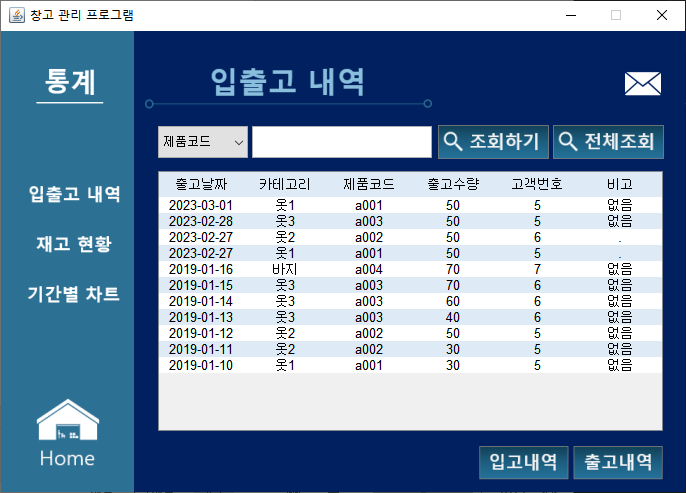 창고 관리 프로그램
통계
입출고 내역
재고 현황
기간별 차트
Home
입출고 내역
제품코드 조회하기 전체조회
출고날짜 카테고리 제품코드 출고수량 고객번호 비고
2023-03-01 옷1 a001 50 5 없음
2023-02-28 옷3 a003 50 5 없음
2023-02-27 옷2 a002 50 6 .
2023-02-27 옷1 a001 50 5 .
2019-01-16 바지 a004 70 7 없음
2019-01-15 옷3 a003 70 6 없음
2019-01-14 옷3 a003 60 6 없음
2019-01-13 옷3 a003 40 6 없음
2019-01-12 옷2 a002 50 5 없음
2019-01-11 옷2 a002 30 5 없음
2019-01-10 옷1 a001 30 5 없음
입고내역 출고내역